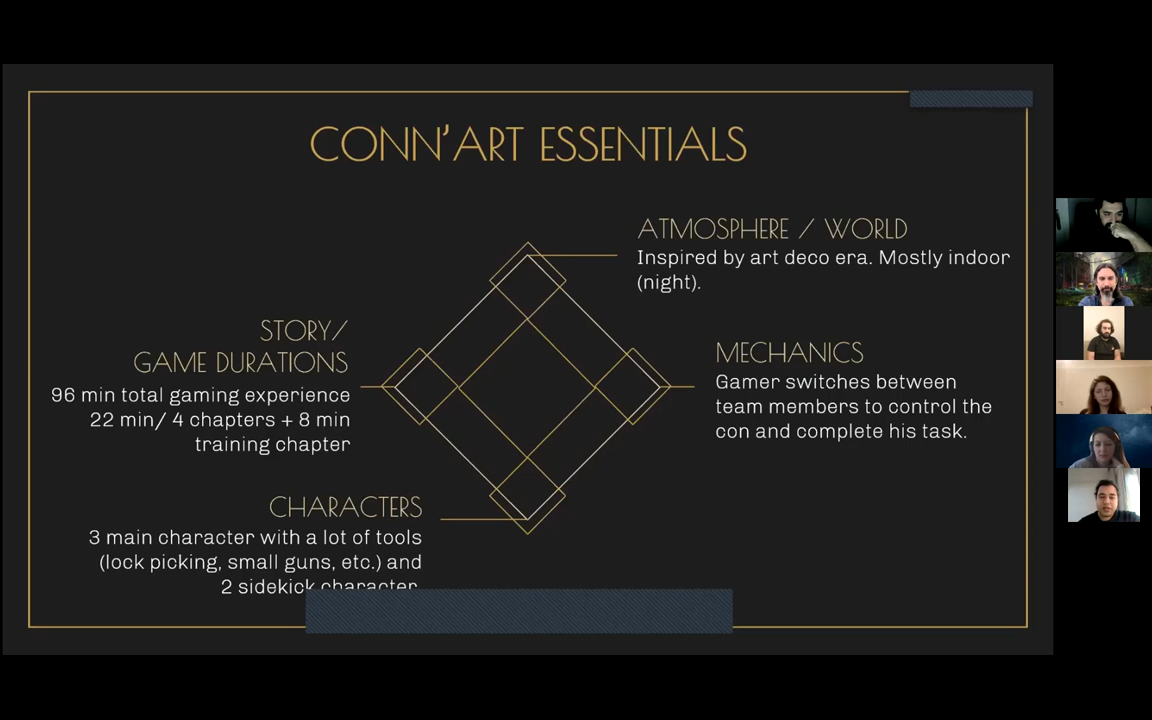 CONN'ART ESSENTIALS
ATMOSPHERE / WORLD
Inspired by art deco era. Mostly indoor
(night).
STORY/
GAME DURATIONS
96 min total gaming experience
22 min/ 4 chapters + 8 min
training chapter
MECHANICS
Gamer switches between
team members to control the
con and complete his task.
CHARACTERS
3 main character with a lot of tools
(lock picking, small guns, etc.) and
2 sidekick character.